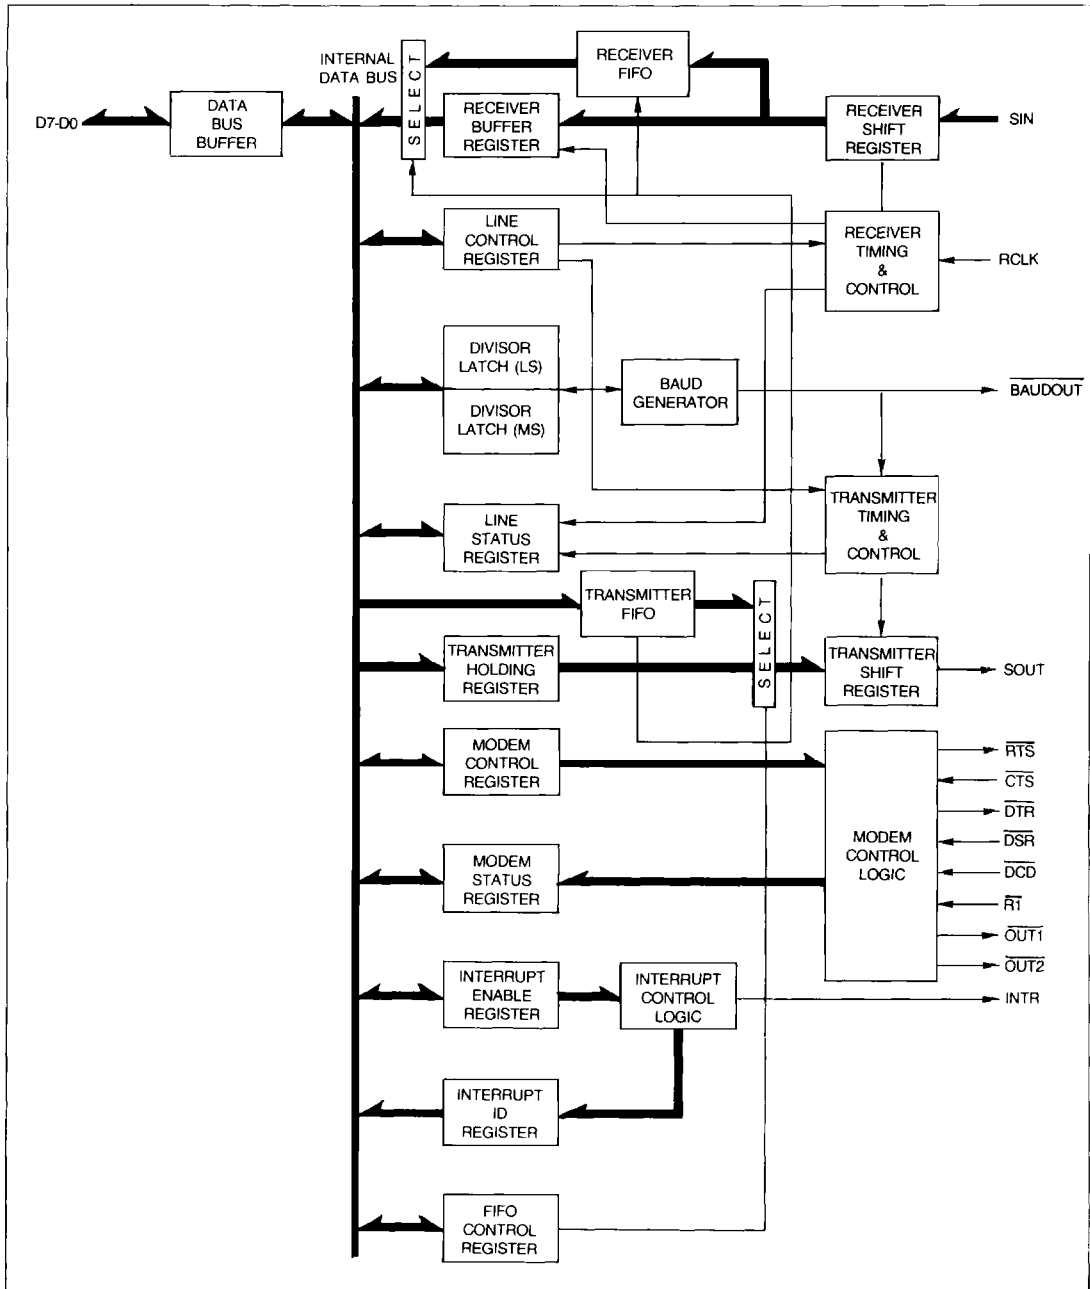 INTERNAL
DATA BUS
SELECT
RECEIVER
FIFO
D7-D0
DATA
BUS
BUFFER
RECEIVER
BUFFER
REGISTER
RECEIVER
SHIFT
REGISTER
SIN
LINE
CONTROL
REGISTER
RECEIVER
TIMING
&
CONTROL
RCLK
DIVISOR
LATCH (LS)
DIVISOR
LATCH (MS)
BAUD
GENERATOR
BAUDOUT
LINE
STATUS
REGISTER
TRANSMITTER
TIMING
&
CONTROL
TRANSMITTER
FIFO
SELECT
TRANSMITTER
HOLDING
REGISTER
TRANSMITTER
SHIFT
REGISTER
SOUT
MODEM
CONTROL
REGISTER
MODEM
CONTROL
LOGIC
RTS
CTS
DTR
DSR
DCD
R1
OUT1
OUT2
MODEM
STATUS
REGISTER
INTERRUPT
ENABLE
REGISTER
INTERRUPT
CONTROL
LOGIC
INTR
INTERRUPT
ID
REGISTER
FIFO
CONTROL
REGISTER